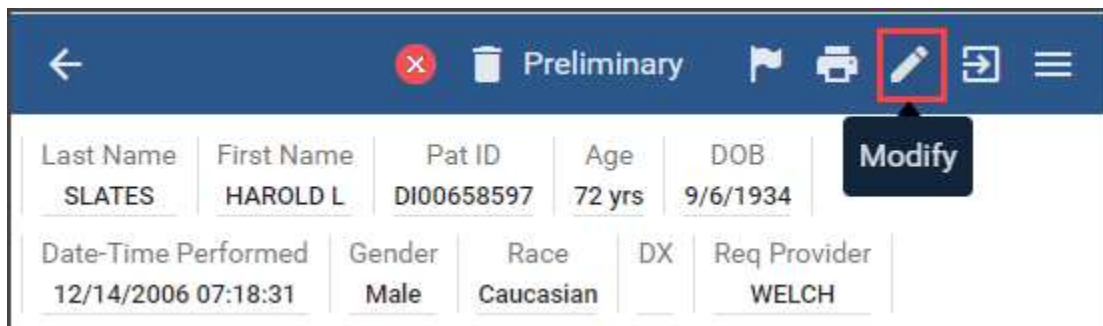 Preliminary
Modify
Last Name First Name Pat ID Age DOB
SLATES HAROLD L DI00658597 72 yrs 9/6/1934
Date-Time Performed Gender Race DX Req Provider
12/14/2006 07:18:31 Male Caucasian WELCH